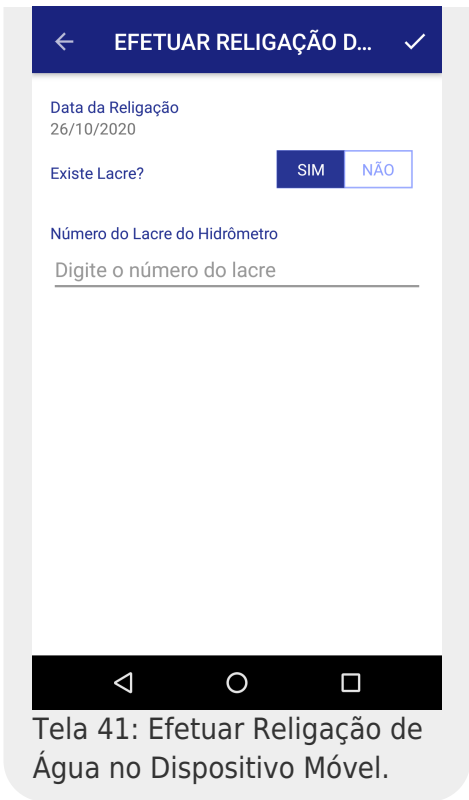 EFETUAR RELIGAÇÃO D...
Data da Religação
26/10/2020
Existe Lacre? SIM NÃO
Número do Lacre do Hidrômetro
Digite o número do lacre
Tela 41: Efetuar Religação de
Água no Dispositivo Móvel.